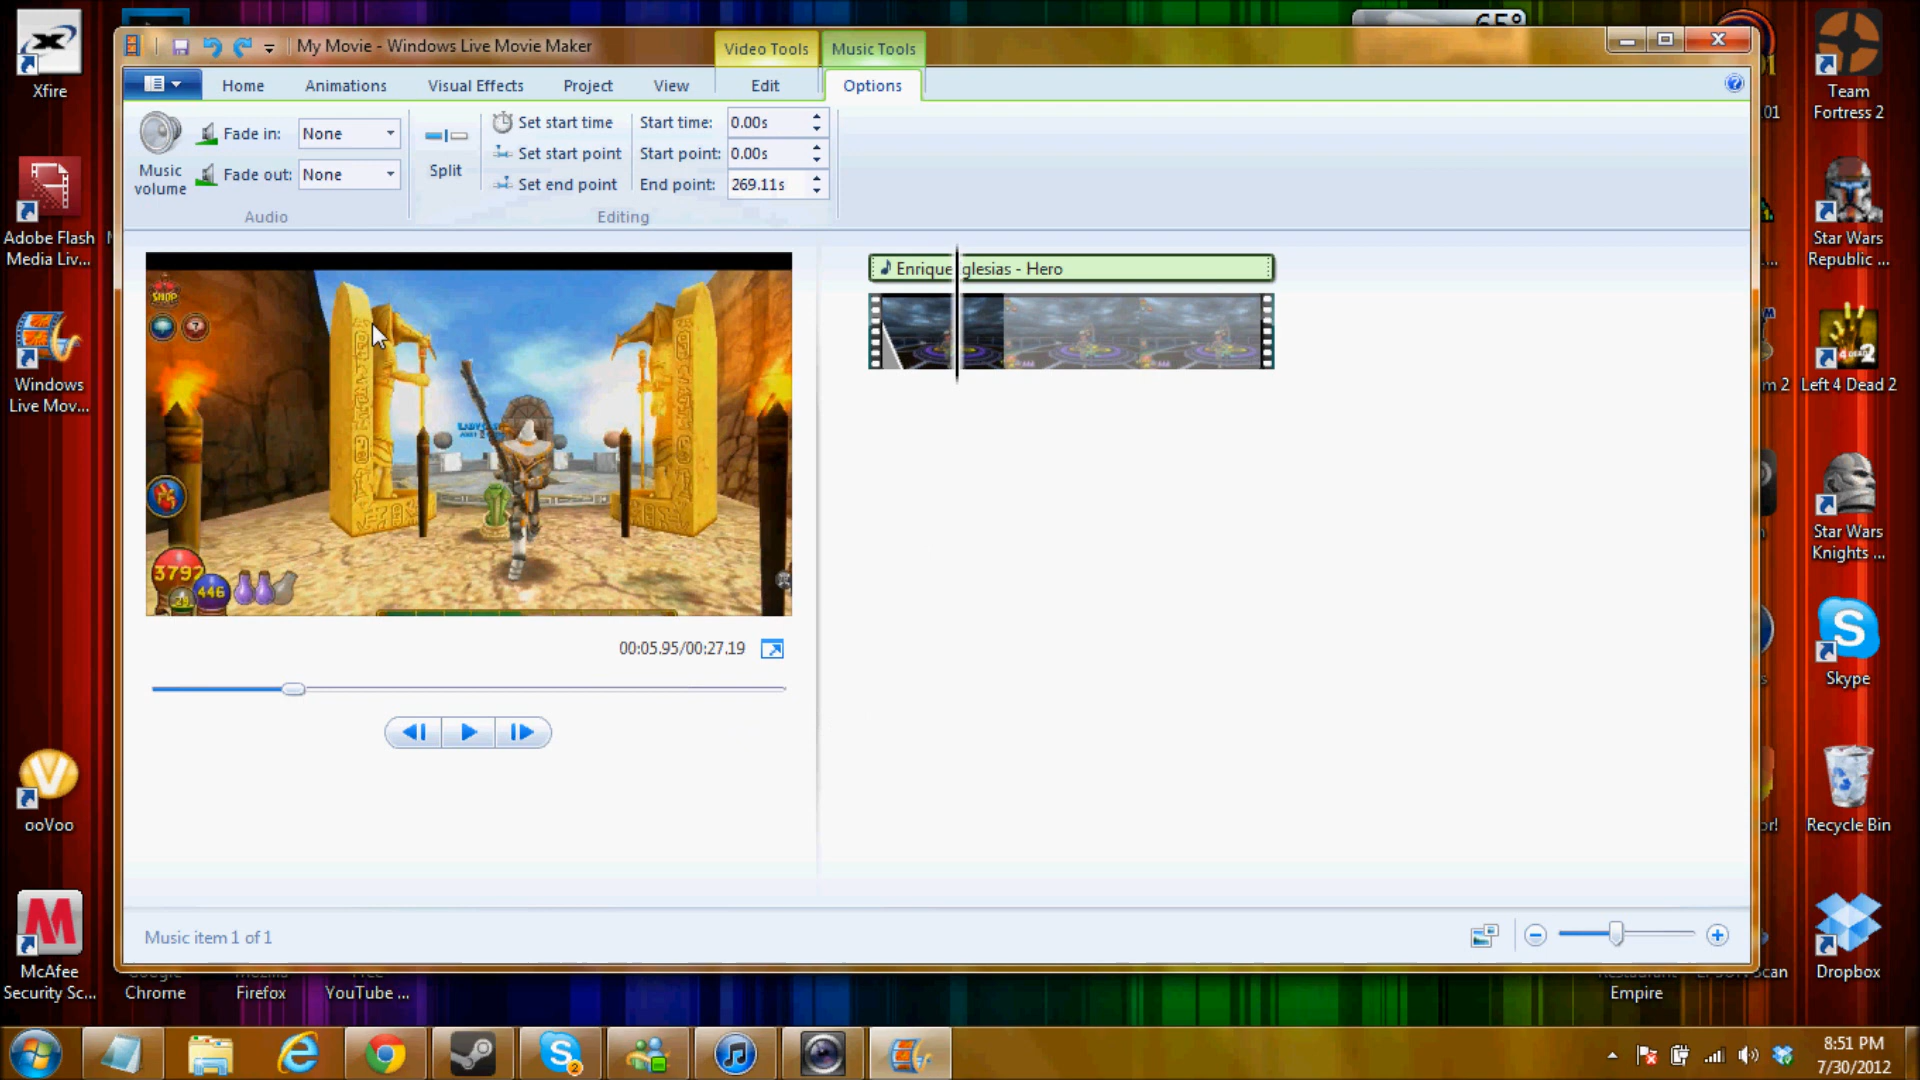 65°
My Movie - Windows Live Movie Maker
Video Tools
Music Tools
Home
Animations
Visual Effects
Project
View
Edit
Options
Music volume
Fade in: None
Fade out: None
Audio
Split
Set start time
Set start point
Set end point
Start time: 0.00s
Start point: 0.00s
End point: 269.11s
Editing
SHOP
3792
446
00:05.95/00:27.19
Enrique Iglesias - Hero
Music item 1 of 1
Xfire
Adobe Flash
Media Liv...
Windows
Live Mov...
ooVoo
McAfee
Security Sc...
Chrome
Firefox
YouTube ...
Team
Fortress 2
Star Wars
Republic ...
Left 4 Dead 2
Star Wars
Knights ...
Skype
Recycle Bin
Dropbox
Empire
8:51 PM
7/30/2012